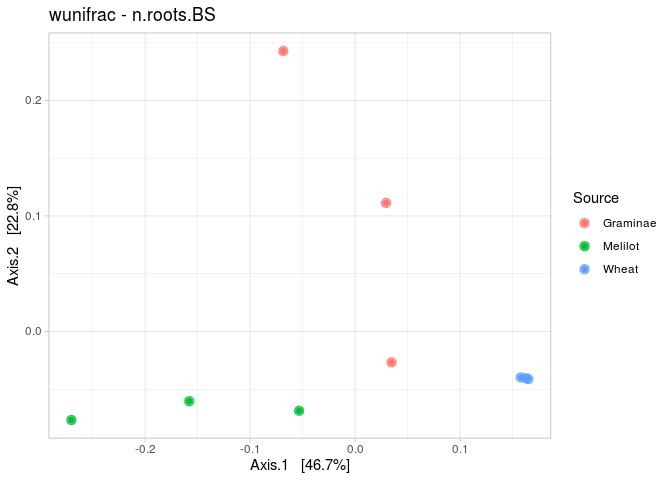 wunifrac - n.roots.BS
0.2
0.1
0.0
Axis.2   [22.8%]
-0.2
-0.1
0.0
0.1
Axis.1   [46.7%]
Source
Graminae
Melilot
Wheat